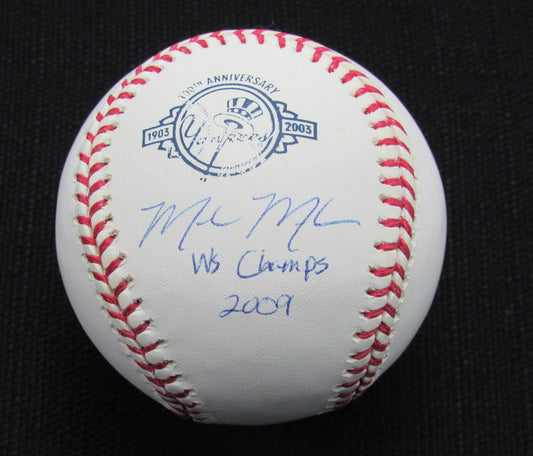 100TH ANNIVERSARY
1903 Yankees 2003
WS Champs
2009